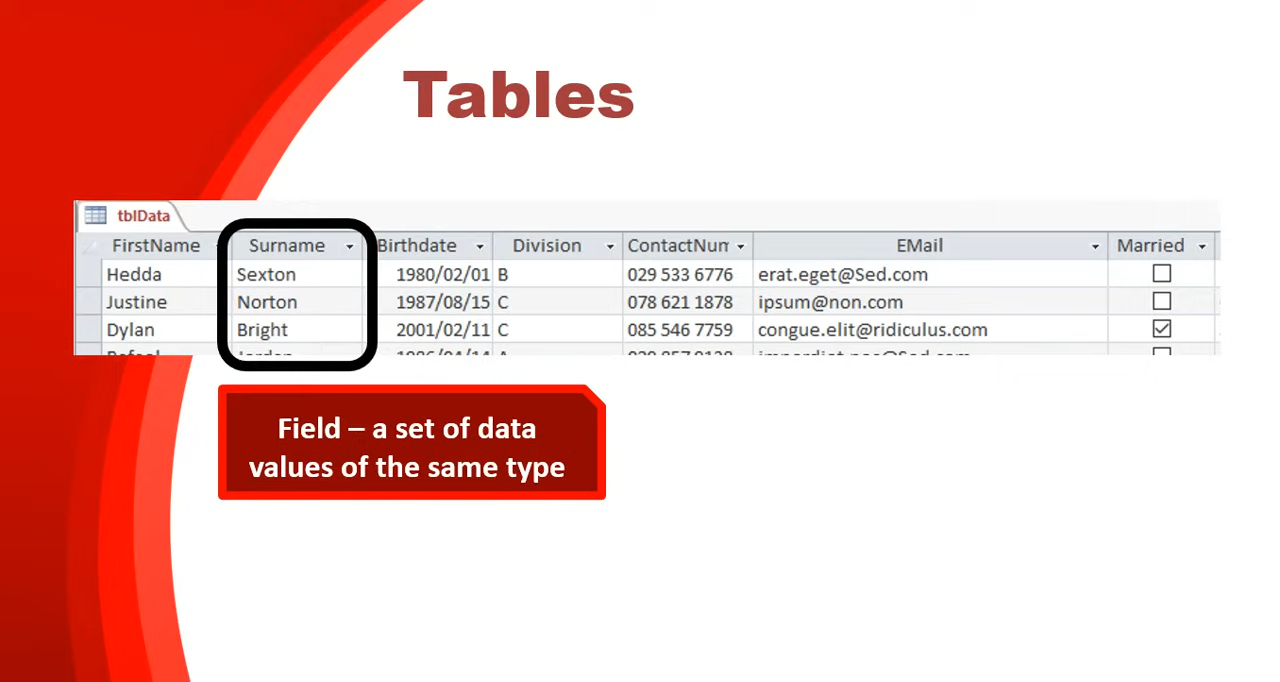 Tables
tblData
FirstName Surname Birthdate Division ContactNum EMail Married
Hedda Sexton 1980/02/01 B 029 533 6776 erat.eget@Sed.com
Justine Norton 1987/08/15 C 078 621 1878 ipsum@non.com
Dylan Bright 2001/02/11 C 085 546 7759 congue.elit@ridiculus.com
Field – a set of data
values of the same type